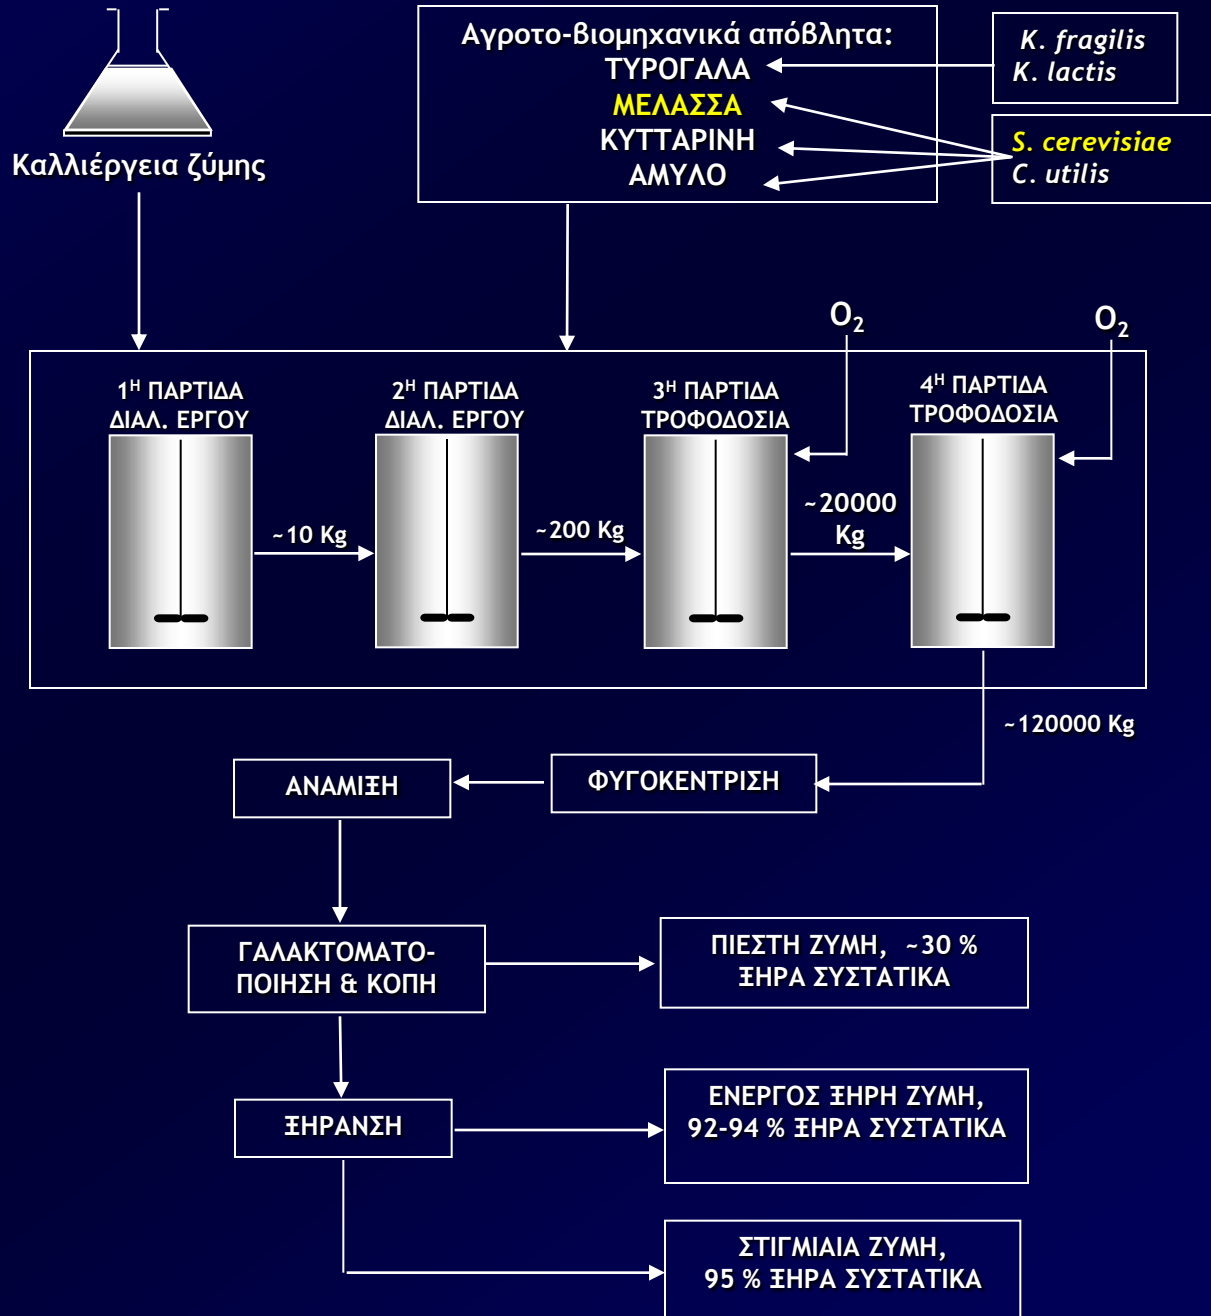 Αγροτο-βιομηχανικά απόβλητα:
ΤΥΡΟΓΑΛΑ
ΜΕΛΑΣΣΑ
ΚΥΤΤΑΡΙΝΗ
ΑΜΥΛΟ
K. fragilis
K. lactis
S. cerevisiae
C. utilis
Καλλιέργεια ζύμης
O₂
O₂
1Η ΠΑΡΤΙΔΑ
ΔΙΑΛ. ΕΡΓΟΥ
2Η ΠΑΡΤΙΔΑ
ΔΙΑΛ. ΕΡΓΟΥ
3Η ΠΑΡΤΙΔΑ
ΤΡΟΦΟΔΟΣΙΑ
4Η ΠΑΡΤΙΔΑ
ΤΡΟΦΟΔΟΣΙΑ
~10 Kg
~200 Kg
~20000
Kg
~120000 Kg
ΦΥΓΟΚΕΝΤΡΙΣΗ
ΑΝΑΜΙΞΗ
ΓΑΛΑΚΤΟΜΑΤΟ-
ΠΟΙΗΣΗ & ΚΟΠΗ
ΠΙΕΣΤΗ ΖΥΜΗ, ~30 %
ΞΗΡΑ ΣΥΣΤΑΤΙΚΑ
ΞΗΡΑΝΣΗ
ΕΝΕΡΓΟΣ ΞΗΡΗ ΖΥΜΗ,
92-94 % ΞΗΡΑ ΣΥΣΤΑΤΙΚΑ
ΣΤΙΓΜΙΑΙΑ ΖΥΜΗ,
95 % ΞΗΡΑ ΣΥΣΤΑΤΙΚΑ